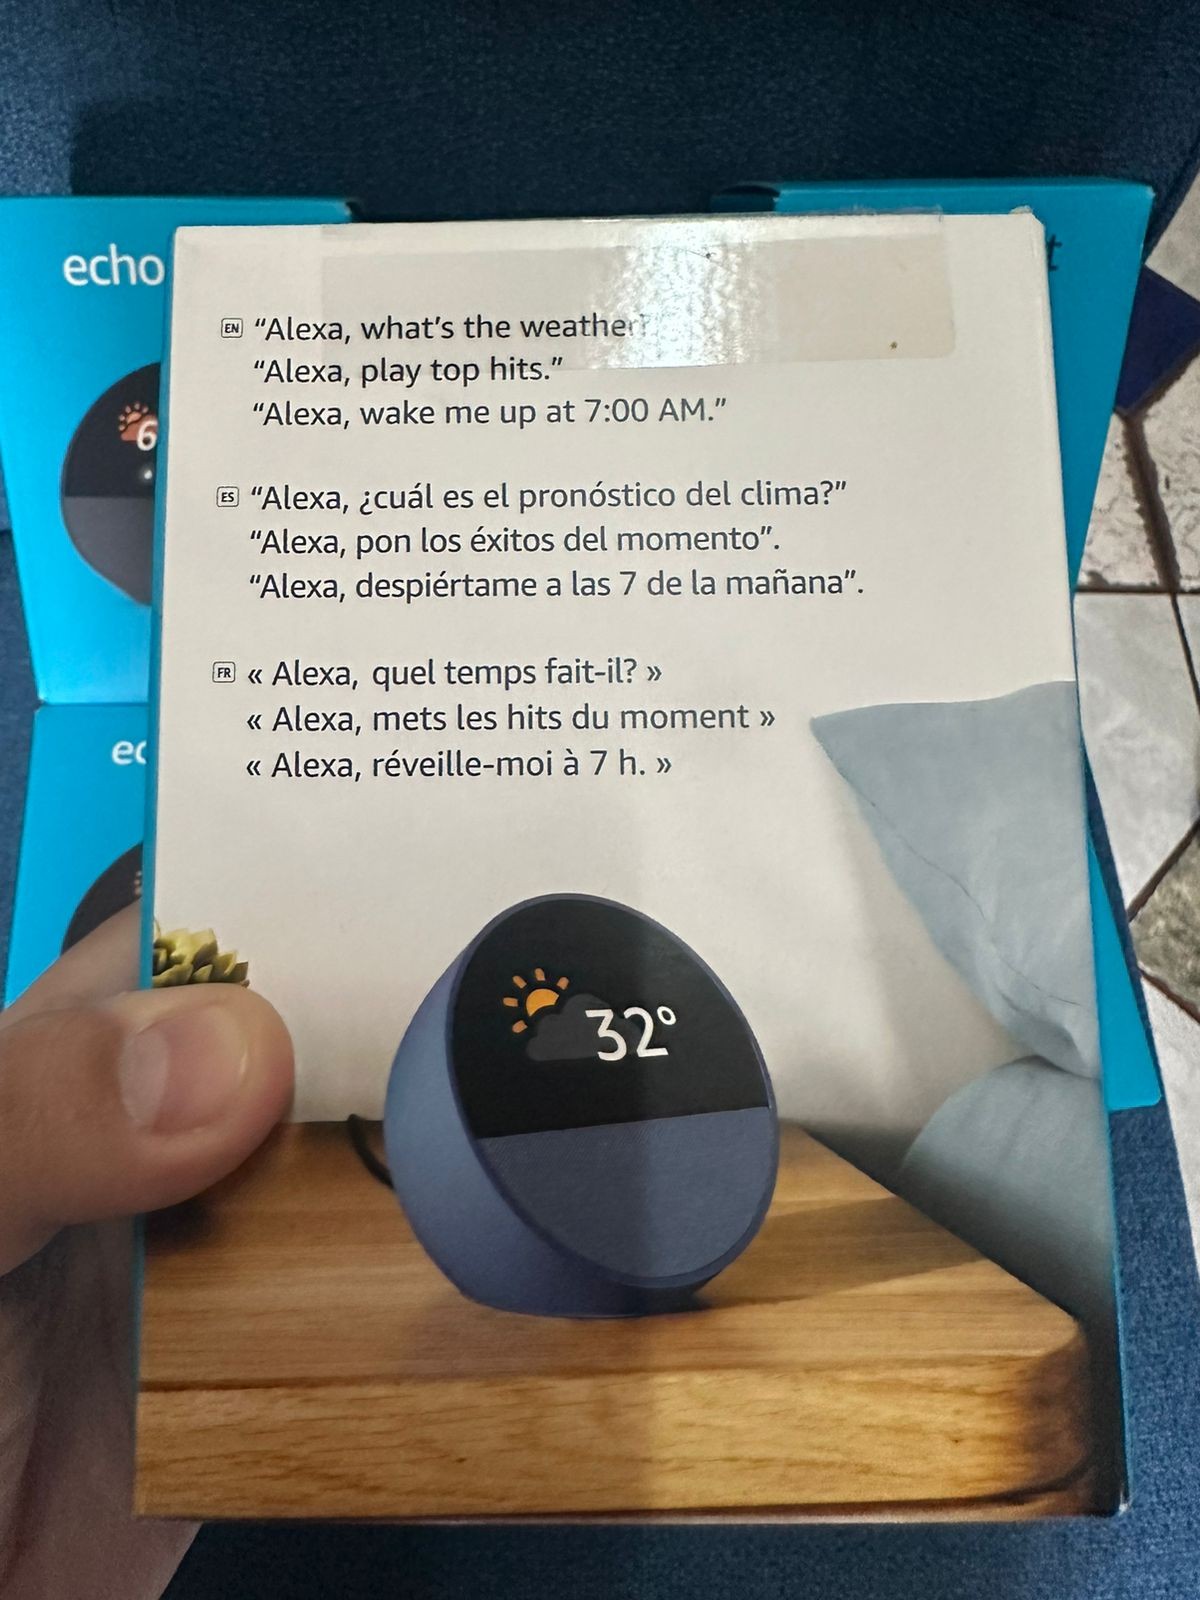 echo
EN "Alexa, what's the weather?
"Alexa, play top hits."
"Alexa, wake me up at 7:00 AM."
ES "Alexa, ¿cuál es el pronóstico del clima?"
"Alexa, pon los éxitos del momento".
"Alexa, despiértame a las 7 de la mañana".
FR « Alexa, quel temps fait-il? »
« Alexa, mets les hits du moment »
« Alexa, réveille-moi à 7 h. »
32°